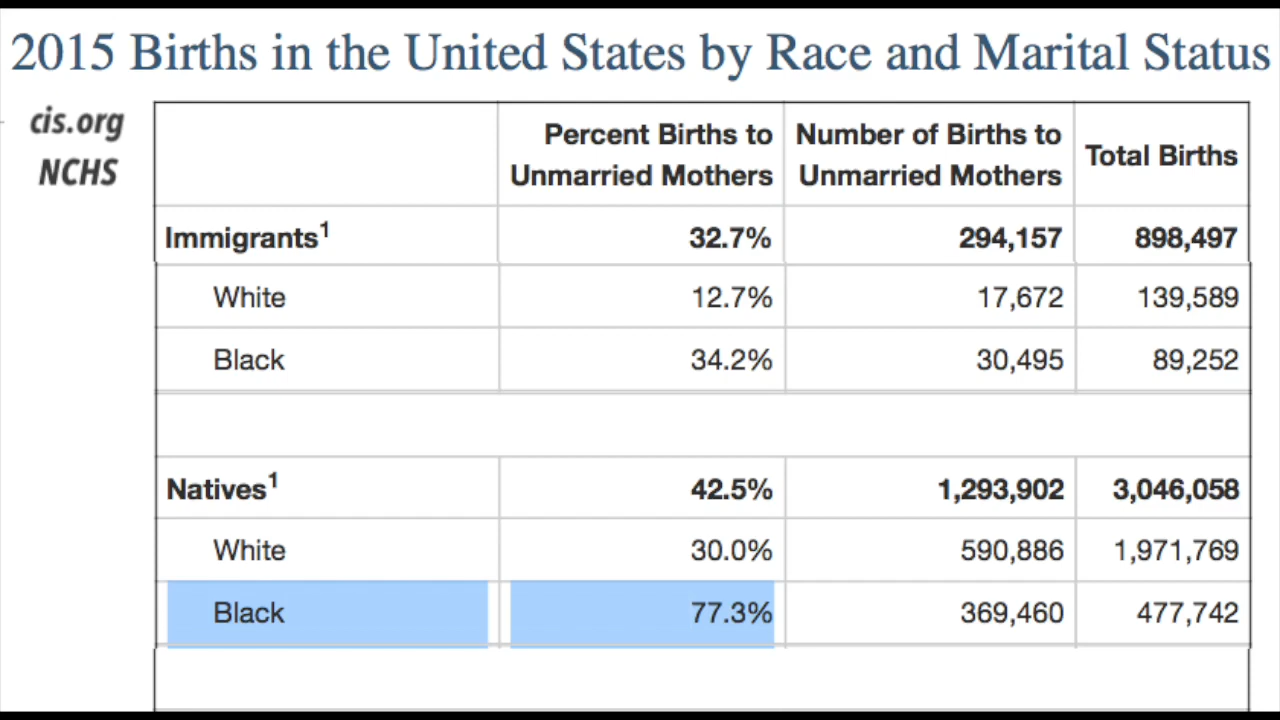 2015 Births in the United States by Race and Marital Status
cis.org
NCHS
Percent Births to Unmarried Mothers
Number of Births to Unmarried Mothers
Total Births
Immigrants1 32.7% 294,157 898,497
White 12.7% 17,672 139,589
Black 34.2% 30,495 89,252
Natives1 42.5% 1,293,902 3,046,058
White 30.0% 590,886 1,971,769
Black 77.3% 369,460 477,742